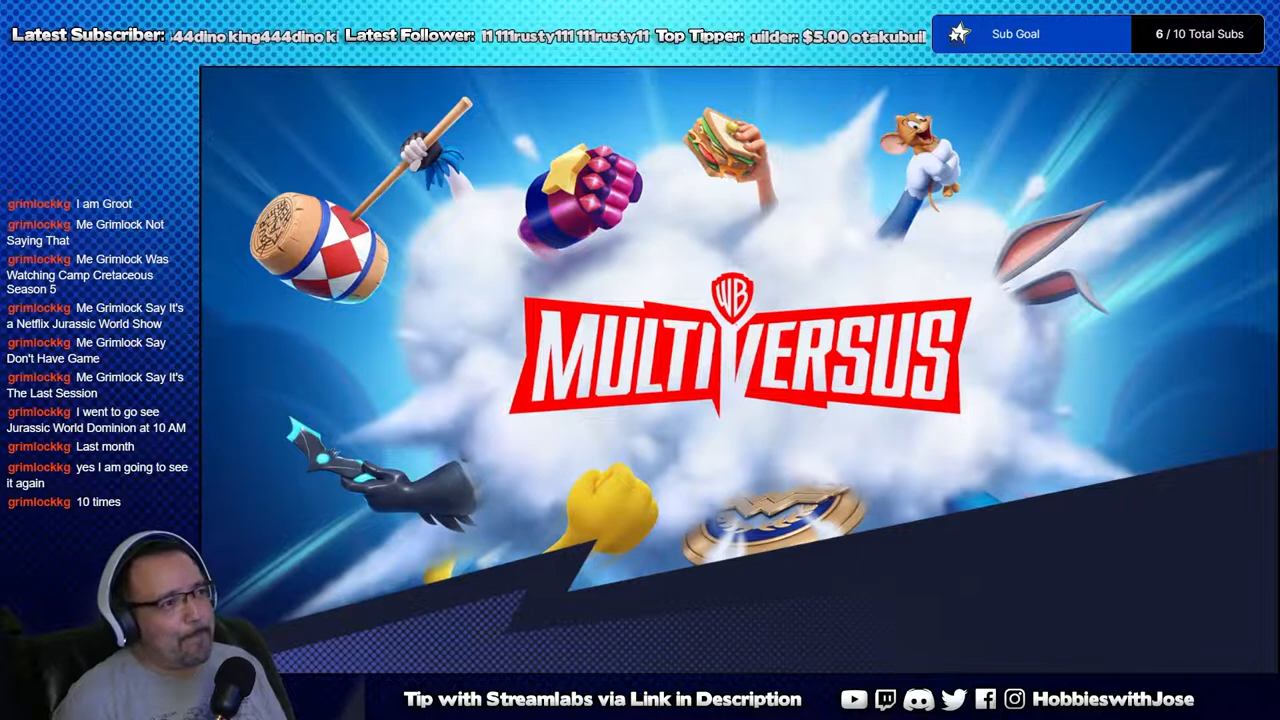 Latest Subscriber: 444dino king444dino ki Latest Follower: 11 111rusty111 111rusty11 Top Tipper: uilder: $5.00 otakubuil
Sub Goal 6 / 10 Total Subs
grimlockkg I am Groot
grimlockkg Me Grimlock Not
Saying That
grimlockkg Me Grimlock Was
Watching Camp Cretaceous
Season 5
grimlockkg Me Grimlock Say It's
a Netflix Jurassic World Show
grimlockkg Me Grimlock Say
Don't Have Game
grimlockkg Me Grimlock Say It's
The Last Session
grimlockkg I went to go see
Jurassic World Dominion at 10 AM
grimlockkg Last month
grimlockkg yes I am going to see
it again
grimlockkg 10 times
WB
MULTIVERSUS
Tip with Streamlabs via Link in Description
HobbieswithJose